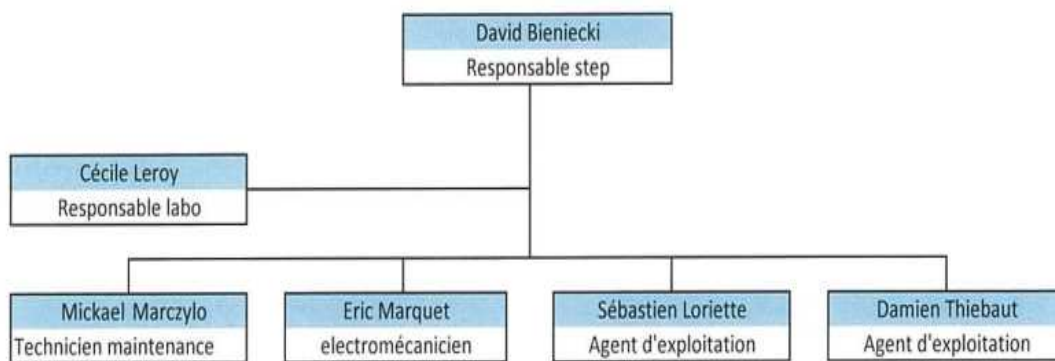 David Bieniecki
Responsable step
Cécile Leroy
Responsable labo
Mickael Marczylo
Technicien maintenance
Eric Marquet
electromécanicien
Sébastien Loriette
Agent d'exploitation
Damien Thiebaut
Agent d'exploitation